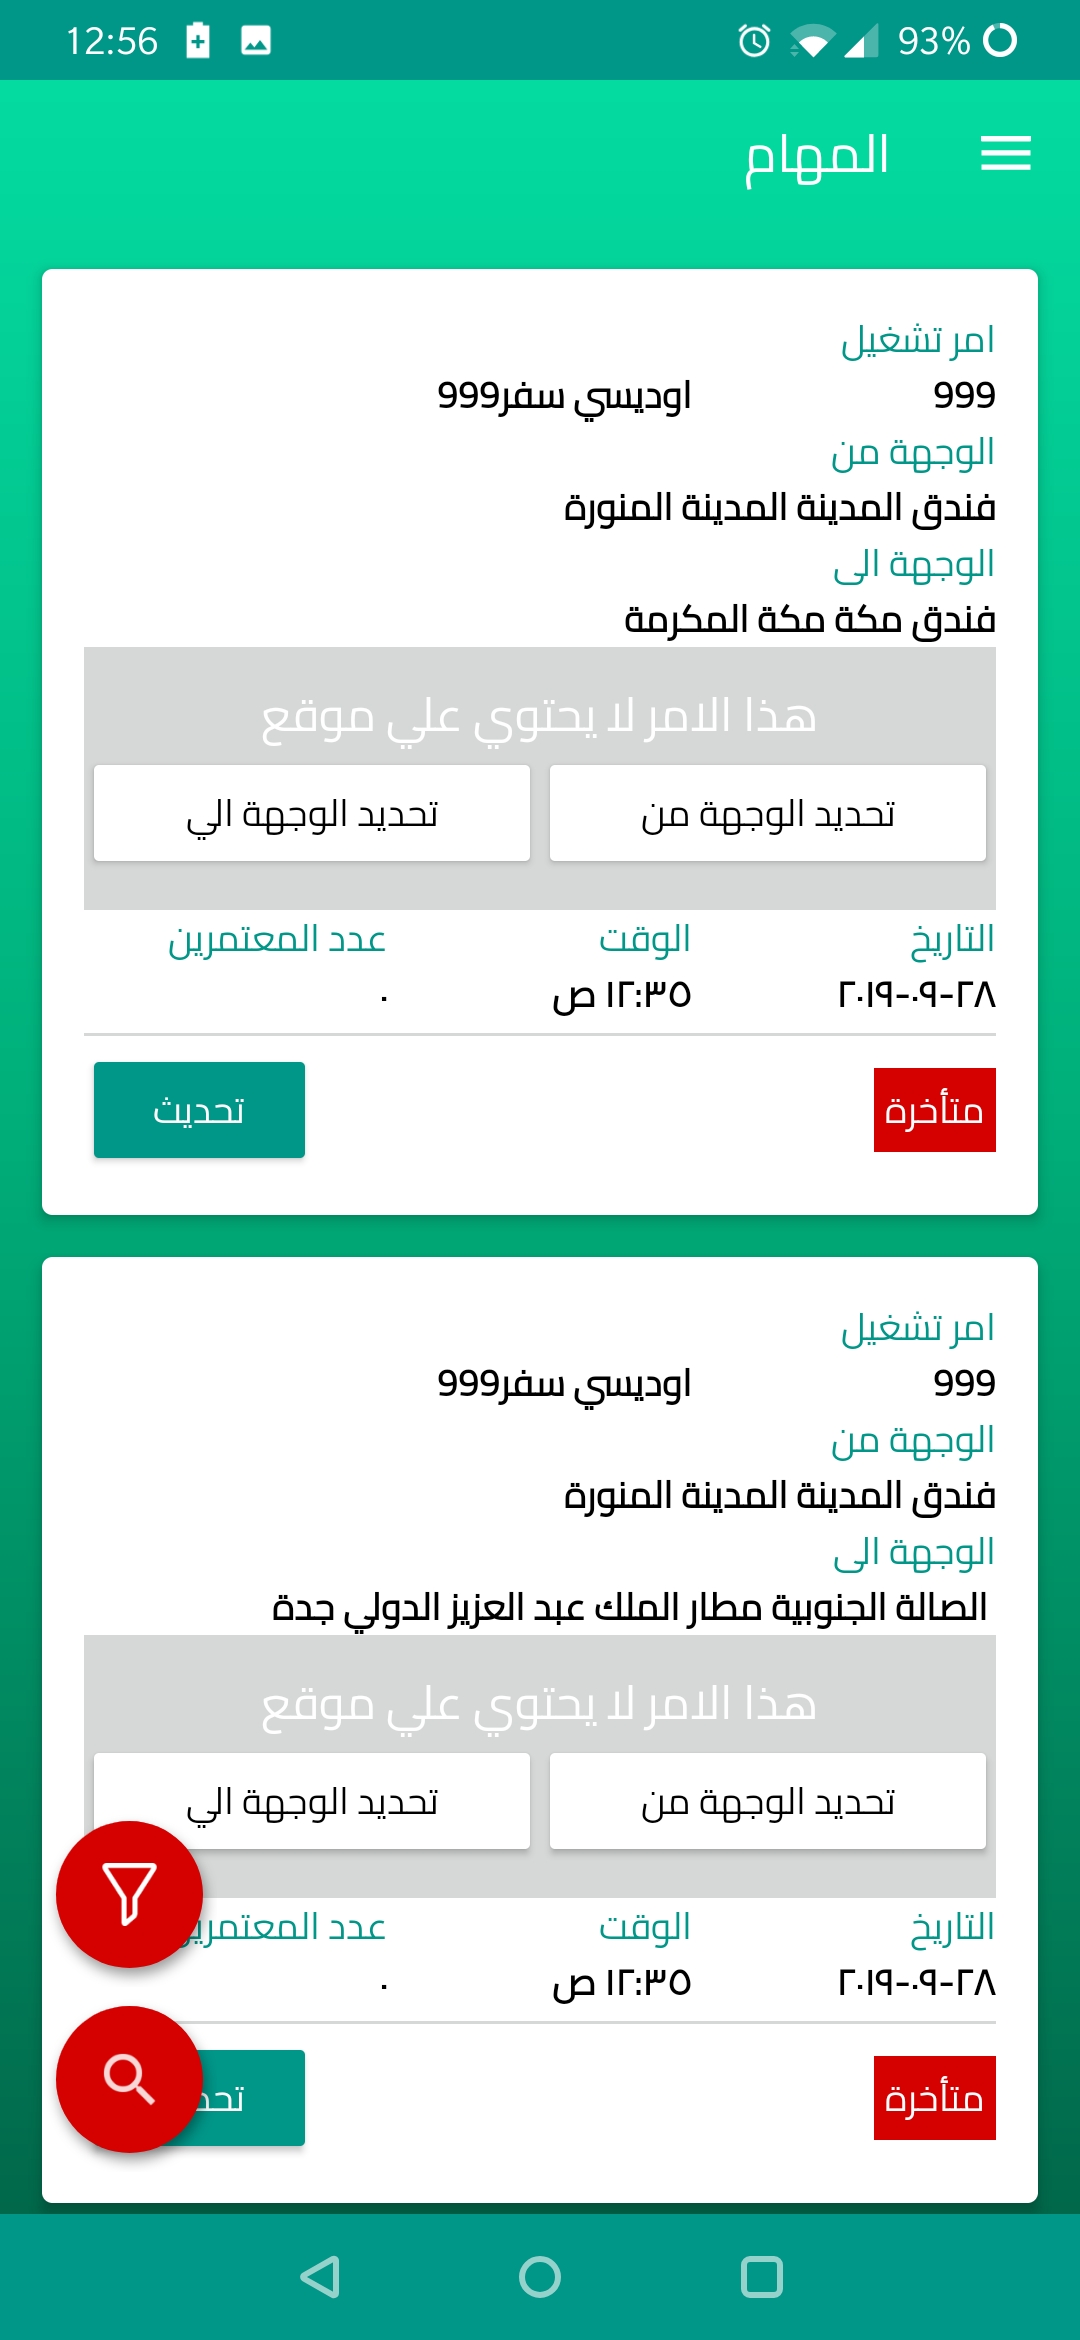 12:56 93%
المهام
امر تشغيل
999 اوديسي سفر999
الوجهة من
فندق المدينة المدينة المنورة
الوجهة الى
فندق مكة مكة المكرمة
هذا الامر لا يحتوي علي موقع
تحديد الوجهة من تحديد الوجهة الي
التاريخ الوقت عدد المعتمرين
٢٨-٠٩-٢٠١٩ ١٢:٣٥ ص ٠
متأخرة تحديث
امر تشغيل
999 اوديسي سفر999
الوجهة من
فندق المدينة المدينة المنورة
الوجهة الى
الصالة الجنوبية مطار الملك عبد العزيز الدولي جدة
هذا الامر لا يحتوي علي موقع
تحديد الوجهة من تحديد الوجهة الي
التاريخ الوقت عدد المعتمرين
٢٨-٠٩-٢٠١٩ ١٢:٣٥ ص ٠
متأخرة